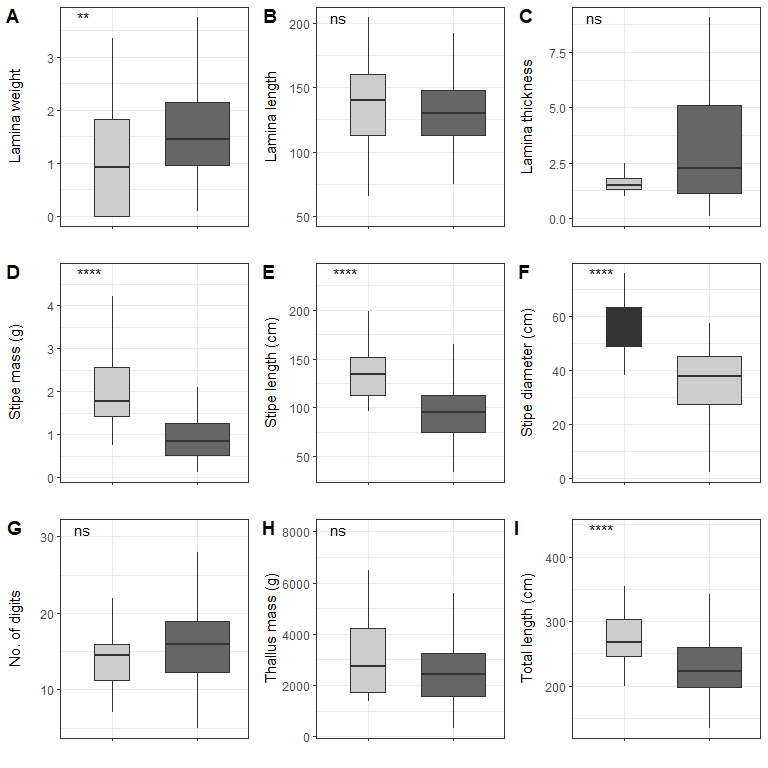 A
**
Lamina weight
3
2
1
0
B
ns
Lamina length
200
150
100
50
C
ns
Lamina thickness
7.5
5.0
2.5
0.0
D
****
Stipe mass (g)
4
3
2
1
0
E
****
Stipe length (cm)
200
150
100
50
F
****
Stipe diameter (cm)
60
40
20
0
G
ns
No. of digits
30
20
10
H
ns
Thallus mass (g)
8000
6000
4000
2000
0
I
****
Total length (cm)
400
300
200